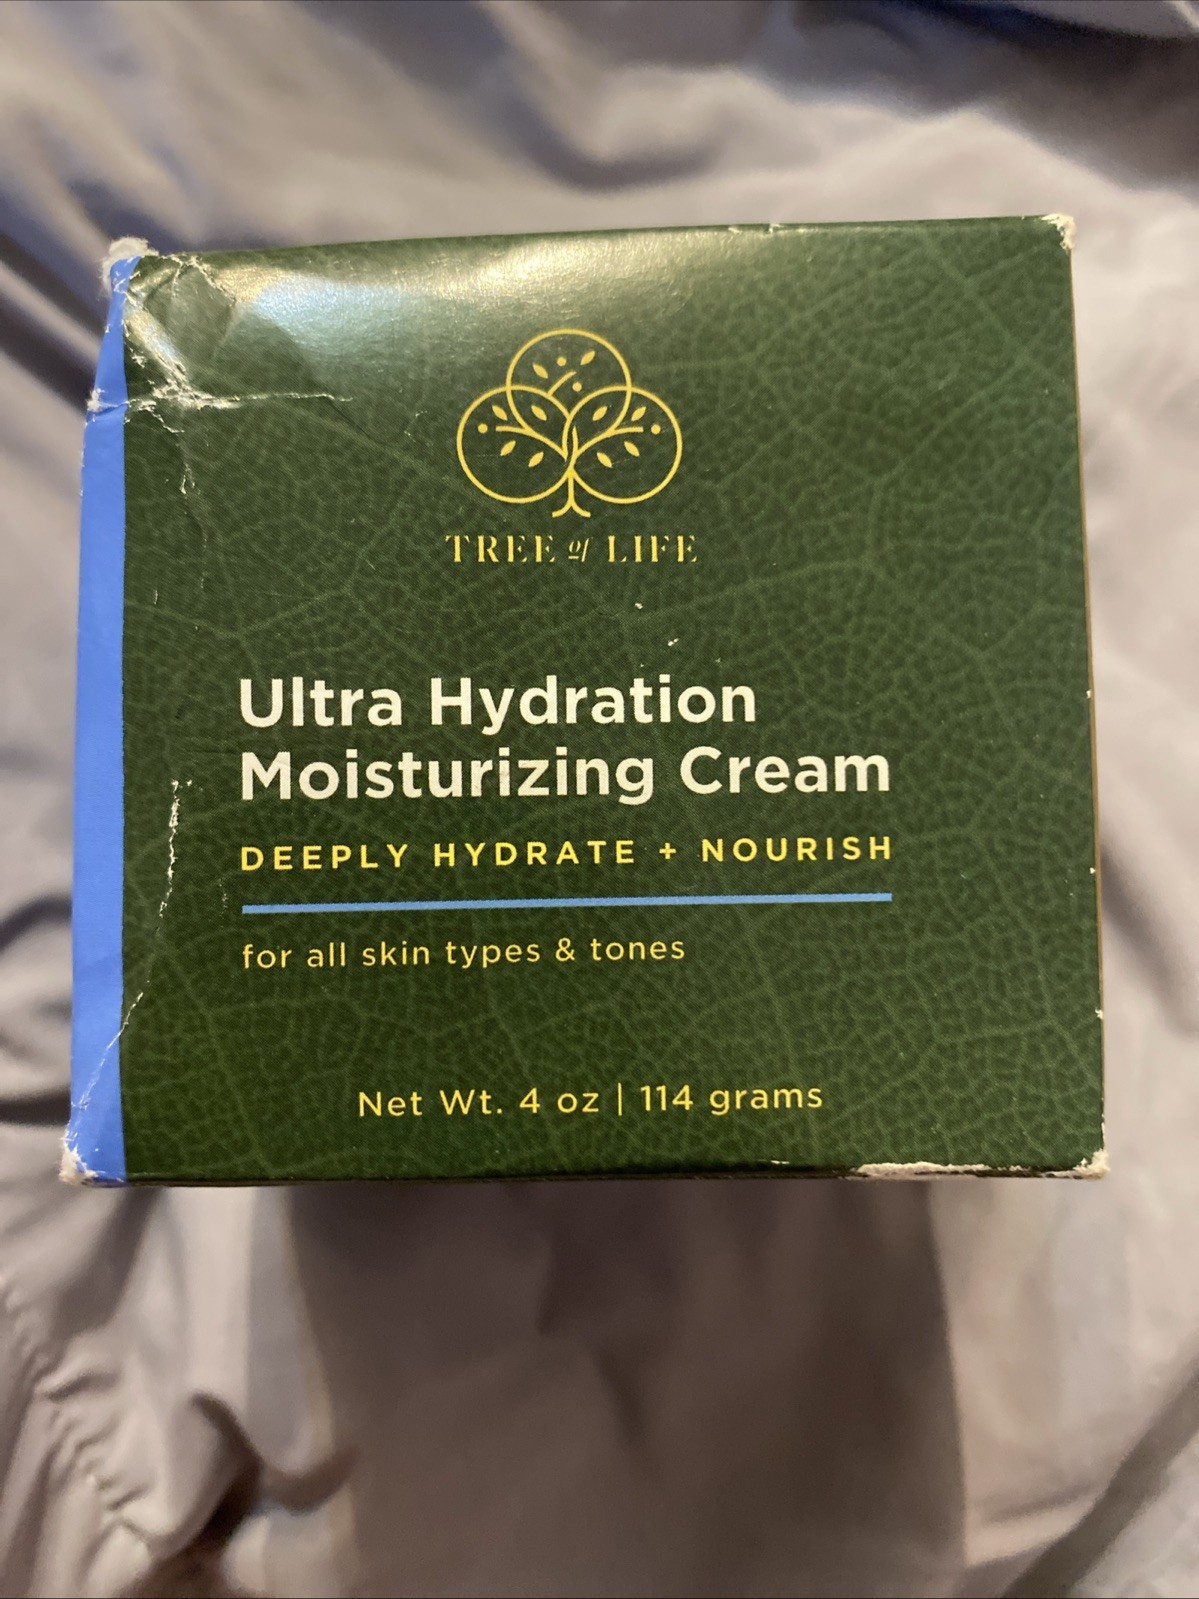 TREE of LIFE
Ultra Hydration
Moisturizing Cream
DEEPLY HYDRATE + NOURISH
for all skin types & tones
Net Wt. 4 oz | 114 grams